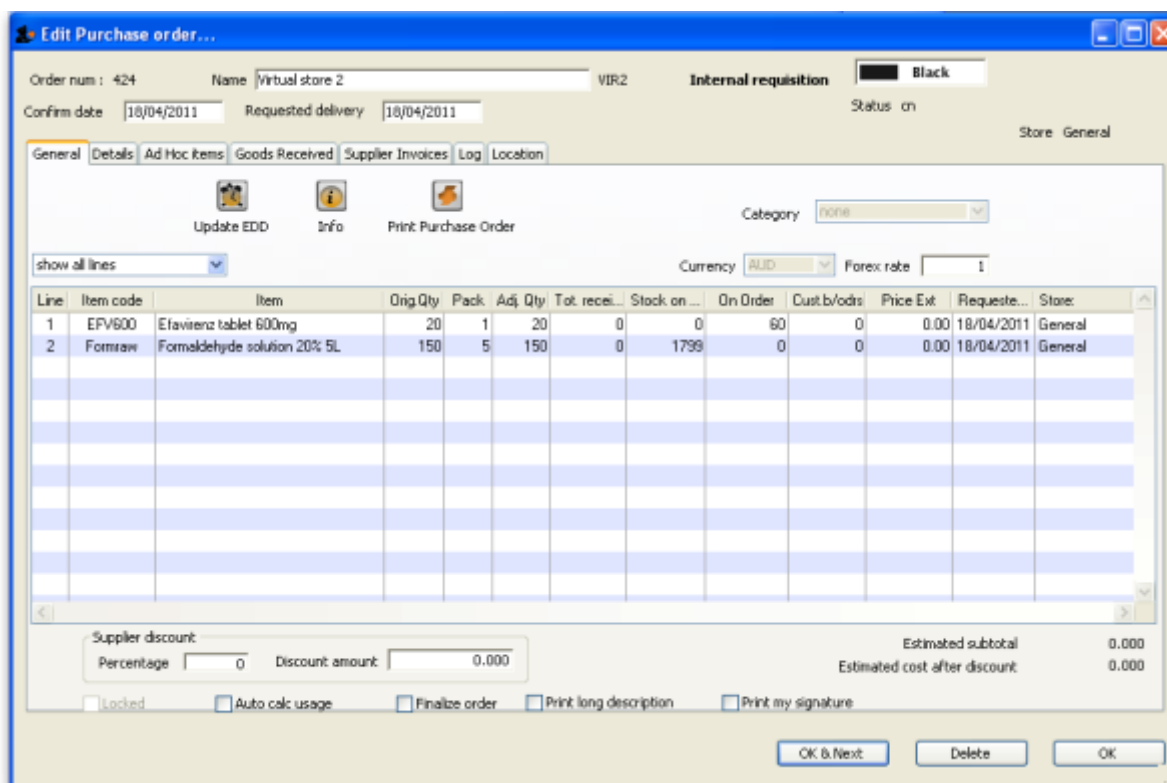 Edit Purchase order...
Order num : 424 Name Virtual store 2 VIR2 Internal requisition Black
Confirm date 18/04/2011 Requested delivery 18/04/2011 Status cn
Store General
General Details Ad Hoc items Goods Received Supplier Invoices Log Location
Update EDD Info Print Purchase Order Category none
show all lines Currency AUD Forex rate 1
Line Item code Item Orig.Qty Pack Adj. Qty Tot. recei... Stock on ... On Order Cust.b/odrs Price Ext Requeste... Store:
1 EFV600 Efavirenz tablet 600mg 20 1 20 0 0 60 0 0.00 18/04/2011 General
2 Formraw Formaldehyde solution 20% 5L 150 5 150 0 1799 0 0 0.00 18/04/2011 General
Supplier discount Estimated subtotal 0.000
Percentage 0 Discount amount 0.000 Estimated cost after discount 0.000
Locked Auto calc usage Finalize order Print long description Print my signature
OK & Next Delete OK